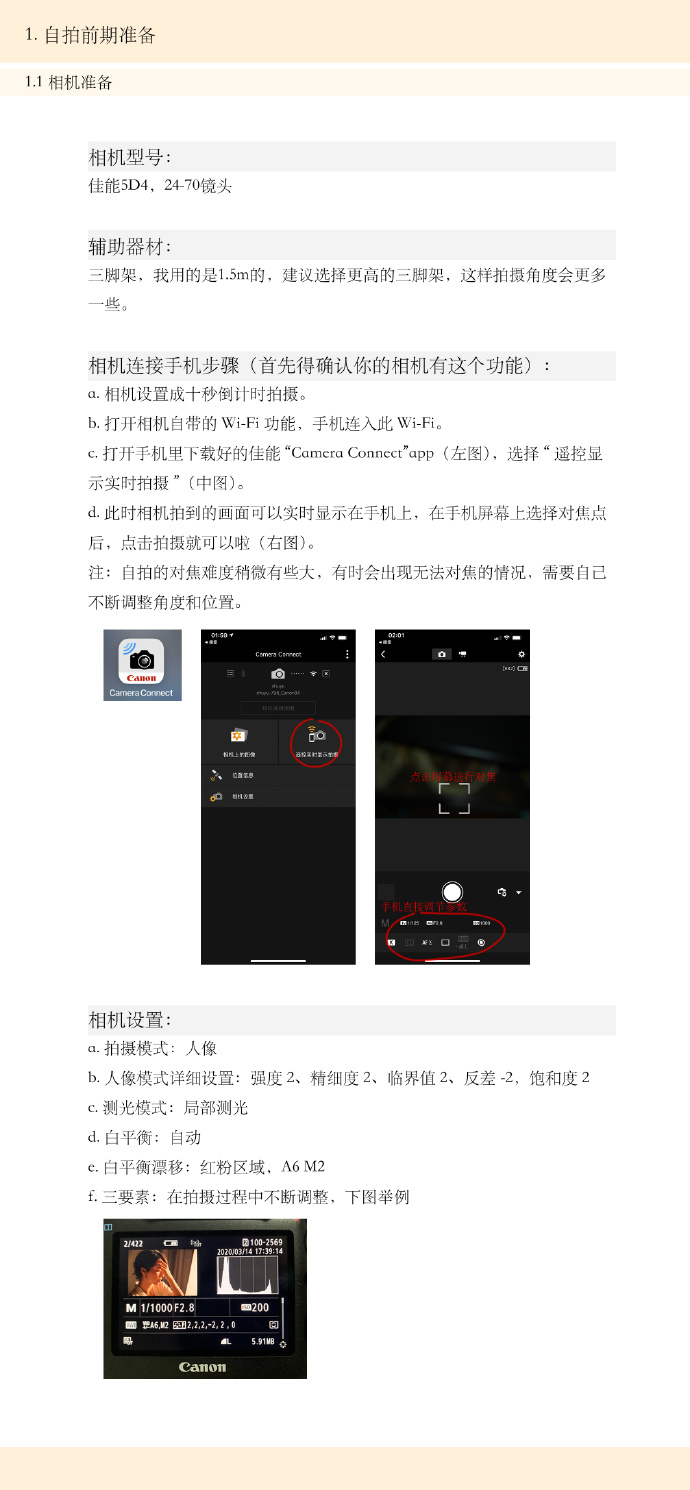 1. 自拍前期准备
1.1 相机准备
相机型号：
佳能5D4，24-70镜头
辅助器材：
三脚架，我用的是1.5m的，建议选择更高的三脚架，这样拍摄角度会更多
一些。
相机连接手机步骤（首先得确认你的相机有这个功能）：
a. 相机设置成十秒倒计时拍摄。
b. 打开相机自带的 Wi-Fi 功能，手机连入此 Wi-Fi。
c. 打开手机里下载好的佳能 “Camera Connect”app（左图），选择 “ 遥控显
示实时拍摄 ”（中图）。
d. 此时相机拍到的画面可以实时显示在手机上，在手机屏幕上选择对焦点
后，点击拍摄就可以啦（右图）。
注：自拍的对焦难度稍微有些大，有时会出现无法对焦的情况，需要自己
不断调整角度和位置。
Canon
Camera Connect
01:59
Camera Connect
相机上的图像
遥控实时显示拍摄
位置信息
相机设置
02:01
点击屏幕进行对焦
手机直接调节参数
M 1/125 F2.8 1000
AF
相机设置：
a. 拍摄模式：人像
b. 人像模式详细设置：强度 2、精细度 2、临界值 2、反差 -2，饱和度 2
c. 测光模式：局部测光
d. 白平衡：自动
e. 白平衡漂移：红粉区域，A6 M2
f. 三要素：在拍摄过程中不断调整，下图举例
2/422 100-2569
2020/03/14 17:39:14
M 1/1000 F2.8 ISO 200
A6,M2 2,2,2,-2,2,0
L 5.91MB
Canon